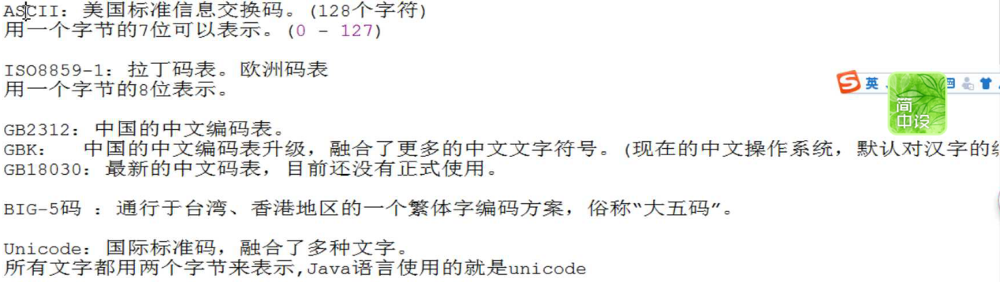 ASCII: 美国标准信息交换码。(128个字符)
用一个字节的7位可以表示。(0 - 127)
ISO8859-1: 拉丁码表。欧洲码表
用一个字节的8位表示。
英
简
中设
GB2312: 中国的中文编码表。
GBK: 中国的中文编码表升级，融合了更多的中文文字符号。(现在的中文操作系统，默认对汉字的
GB18030: 最新的中文码表，目前还没有正式使用。
BIG-5码 : 通行于台湾、香港地区的一个繁体字编码方案，俗称“大五码”。
Unicode: 国际标准码，融合了多种文字。
所有文字都用两个字节来表示,Java语言使用的就是unicode